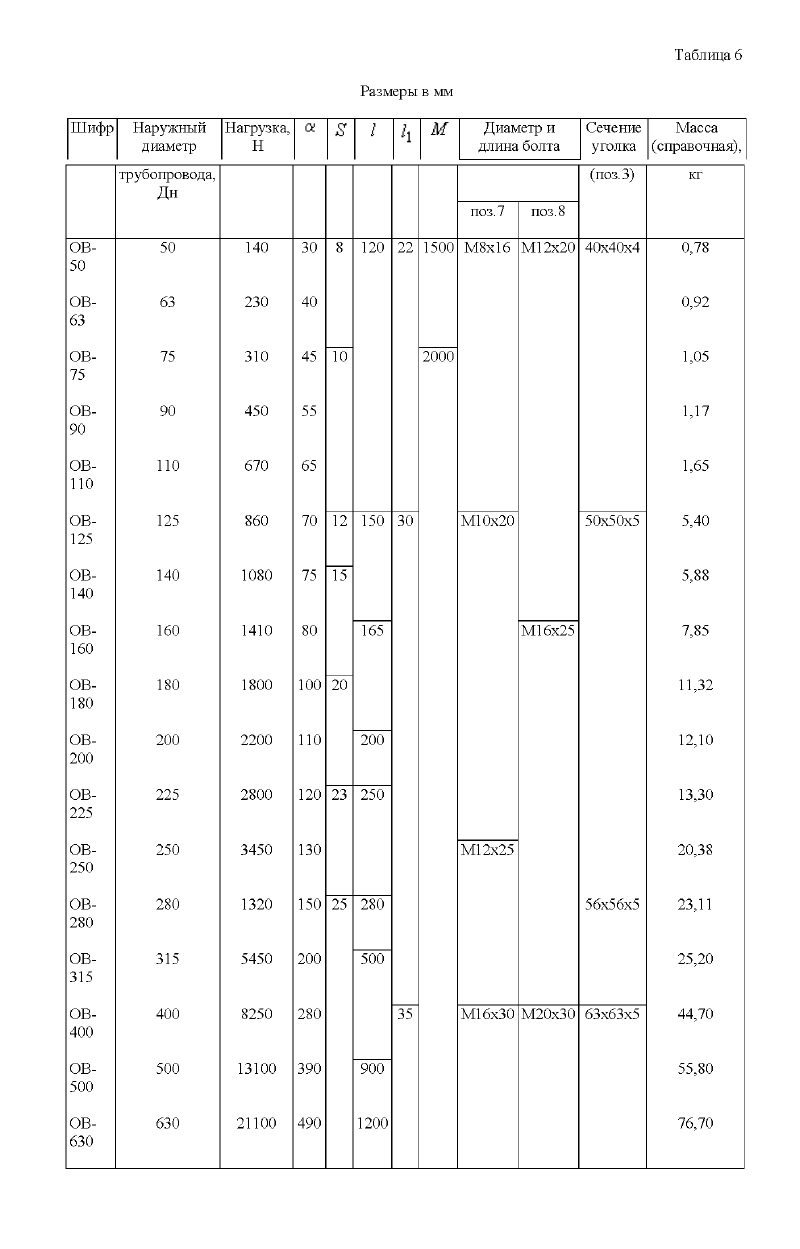 Таблица 6
Размеры в мм
Шифр Наружный Нагрузка, α S l l1 M Диаметр и Сечение Масса
диаметр Н длина болта уголка (справочная),
трубопровода, (поз.3) кг
Дн
поз.7 поз.8
ОВ- 50 140 30 8 120 22 1500 М8х16 М12х20 40х40х4 0,78
50
ОВ- 63 230 40 0,92
63
ОВ- 75 310 45 10 2000 1,05
75
ОВ- 90 450 55 1,17
90
ОВ- 110 670 65 1,65
110
ОВ- 125 860 70 12 150 30 М10х20 50х50х5 5,40
125
ОВ- 140 1080 75 15 5,88
140
ОВ- 160 1410 80 165 М16х25 7,85
160
ОВ- 180 1800 100 20 11,32
180
ОВ- 200 2200 110 200 12,10
200
ОВ- 225 2800 120 23 250 13,30
225
ОВ- 250 3450 130 М12х25 20,38
250
ОВ- 280 1320 150 25 280 56х56х5 23,11
280
ОВ- 315 5450 200 500 25,20
315
ОВ- 400 8250 280 35 М16х30 М20х30 63х63х5 44,70
400
ОВ- 500 13100 390 900 55,80
500
ОВ- 630 21100 490 1200 76,70
630